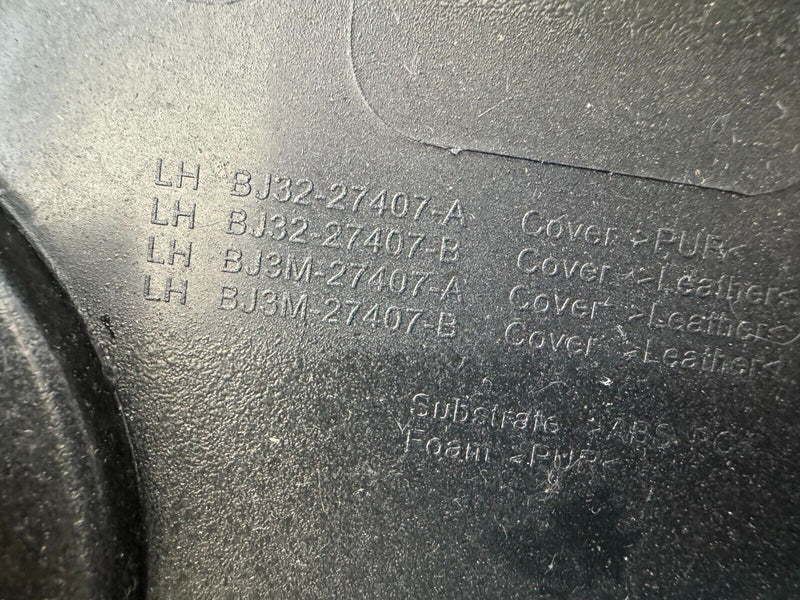 LH BJ32-27407-A Cover >PUR<
LH BJ32-27407-B Cover >Leather<
LH BJ3M-27407-A Cover >Leather<
LH BJ3M-27407-B Cover >Leather<
Substrate >ABS PC<
Foam >PUR<